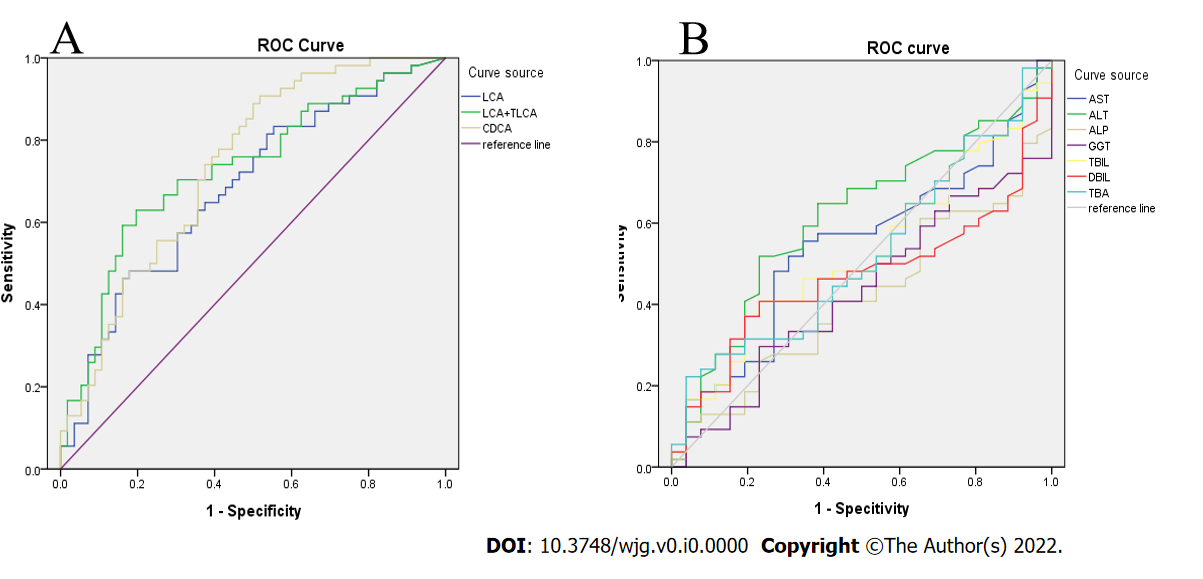 A
ROC Curve
Curve source
LCA
LCA+TLCA
CDCA
reference line
1.0
0.8
0.6
0.4
0.2
0.0
Sensitivity
0.0 0.2 0.4 0.6 0.8 1.0
1 - Specificity
B
ROC curve
Curve source
AST
ALT
ALP
GGT
TBIL
DBIL
TBA
reference line
1.0
0.8
0.6
0.4
0.2
0.0
Sensitivity
0.0 0.2 0.4 0.6 0.8 1.0
1 - Specitivity
DOI: 10.3748/wjg.v0.i0.0000 Copyright ©The Author(s) 2022.